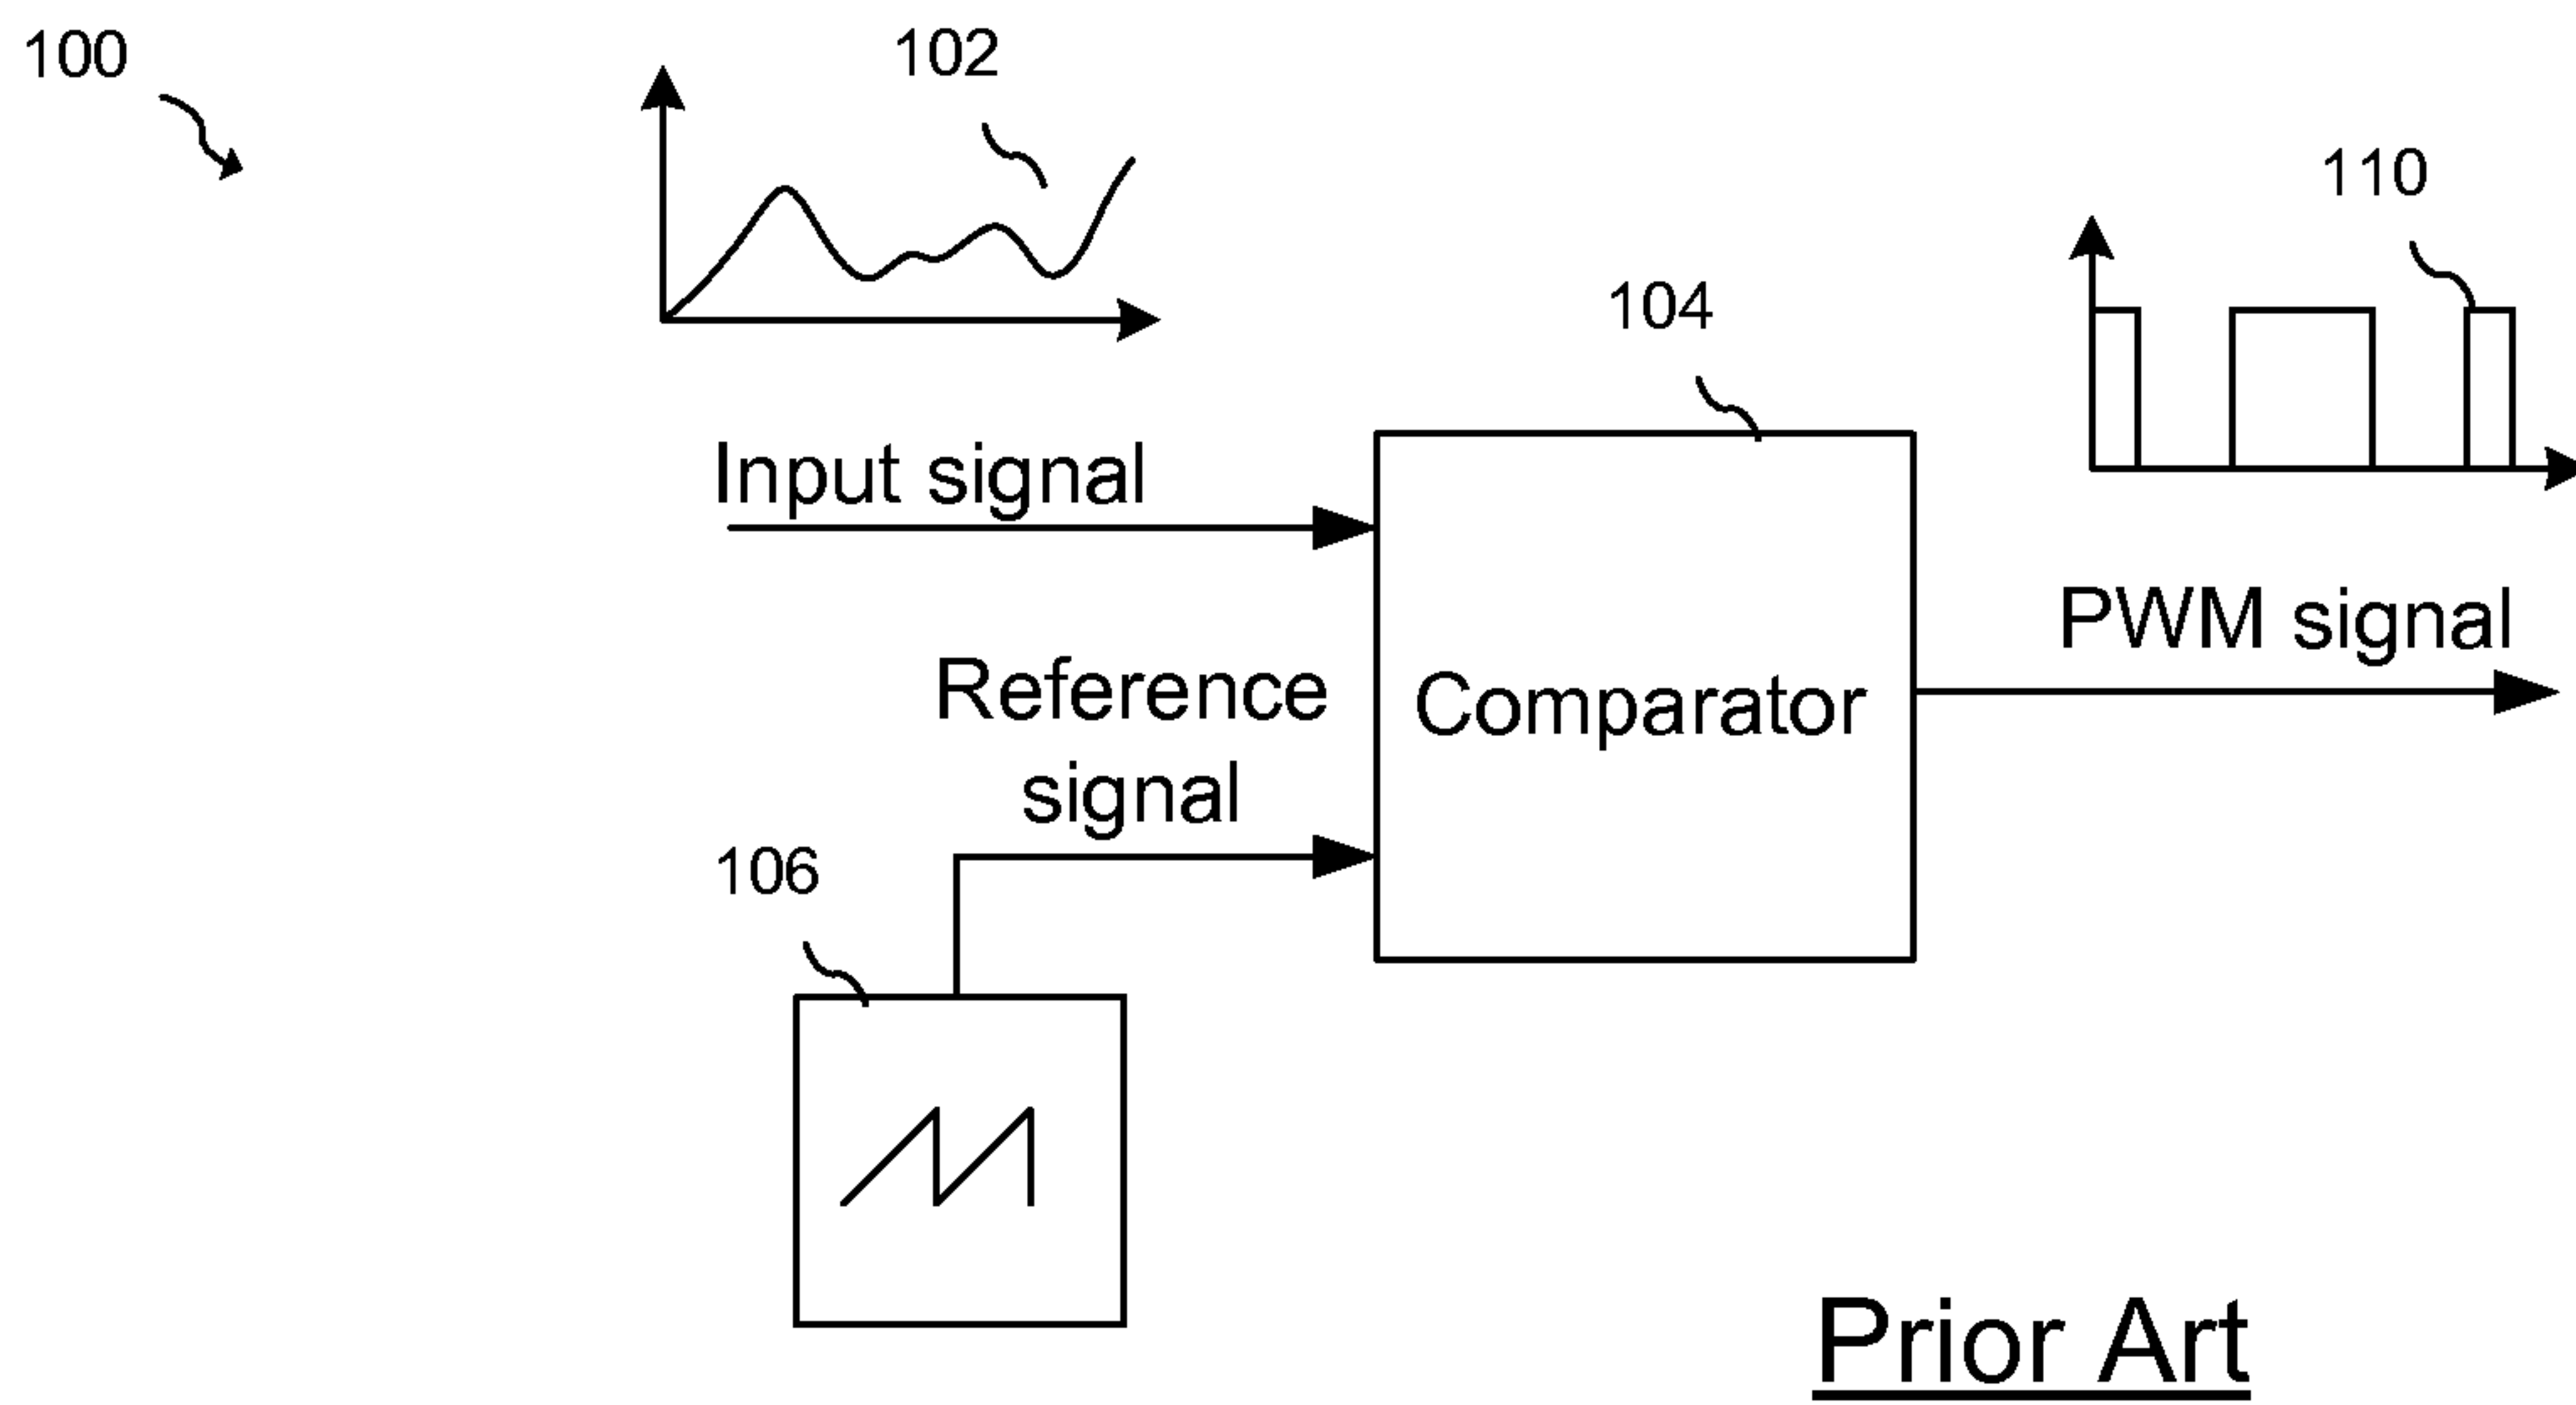 100
102
110
104
Input signal
PWM signal
Reference
signal
Comparator
106
Prior Art